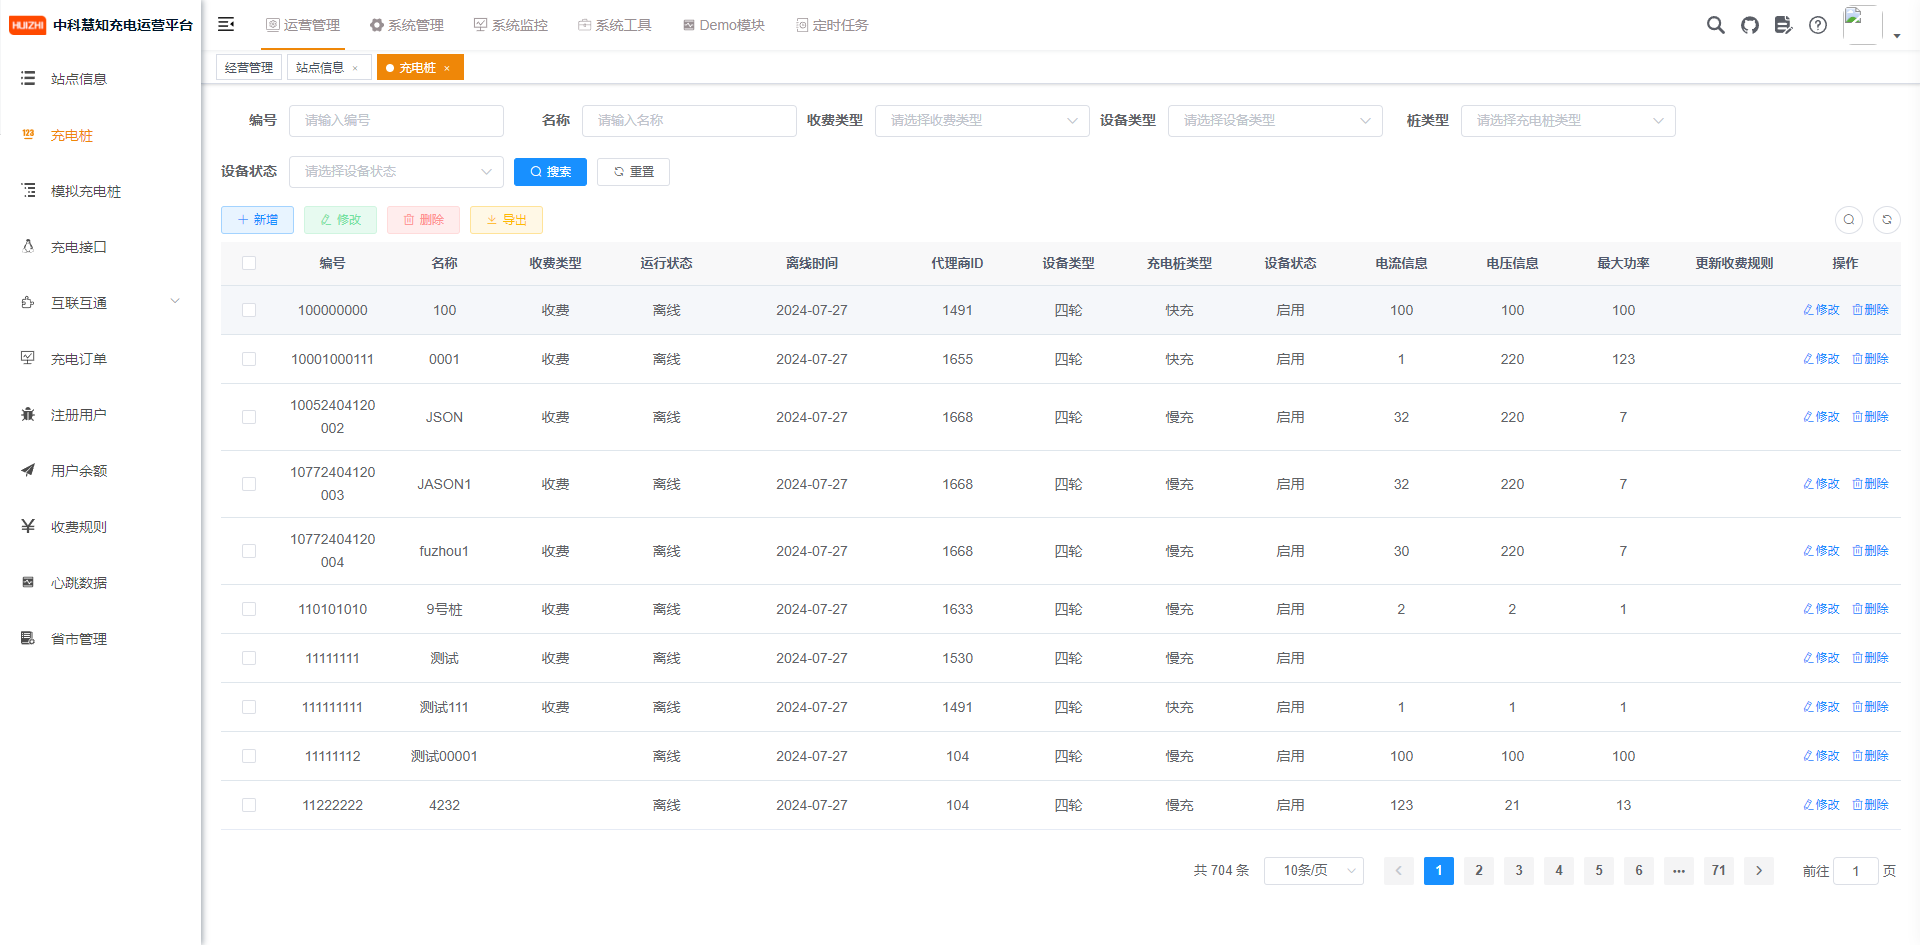 HUIZHI 中科慧知充电运营平台
运营管理 系统管理 系统监控 系统工具 Demo模块 定时任务
经营管理 站点信息 × 充电桩 ×
站点信息
充电桩
模拟充电桩
充电接口
互联互通
充电订单
注册用户
用户余额
收费规则
心跳数据
省市管理
编号 请输入编号 名称 请输入名称 收费类型 请选择收费类型 设备类型 请选择设备类型 桩类型 请选择充电桩类型
设备状态 请选择设备状态 搜索 重置
新增 修改 删除 导出
编号 名称 收费类型 运行状态 离线时间 代理商ID 设备类型 充电桩类型 设备状态 电流信息 电压信息 最大功率 更新收费规则 操作
100000000 100 收费 离线 2024-07-27 1491 四轮 快充 启用 100 100 100 修改 删除
10001000111 0001 收费 离线 2024-07-27 1655 四轮 快充 启用 1 220 123 修改 删除
10052404120
002 JSON 收费 离线 2024-07-27 1668 四轮 慢充 启用 32 220 7 修改 删除
10772404120
003 JASON1 收费 离线 2024-07-27 1668 四轮 慢充 启用 32 220 7 修改 删除
10772404120
004 fuzhou1 收费 离线 2024-07-27 1668 四轮 慢充 启用 30 220 7 修改 删除
110101010 9号桩 收费 离线 2024-07-27 1633 四轮 慢充 启用 2 2 1 修改 删除
11111111 测试 收费 离线 2024-07-27 1530 四轮 慢充 启用 修改 删除
111111111 测试111 收费 离线 2024-07-27 1491 四轮 快充 启用 1 1 1 修改 删除
11111112 测试00001 离线 2024-07-27 104 四轮 慢充 启用 100 100 100 修改 删除
11222222 4232 离线 2024-07-27 104 四轮 慢充 启用 123 21 13 修改 删除
共 704 条 10条/页 1 2 3 4 5 6 ••• 71 前往 1 页